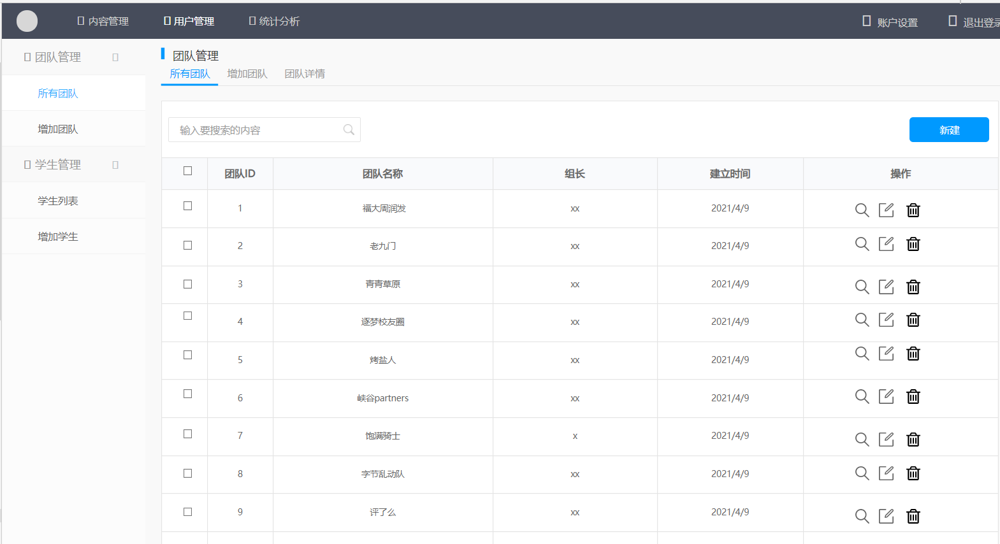 内容管理 用户管理 统计分析 账户设置 退出登录
团队管理
所有团队
增加团队
学生管理
学生列表
增加学生
团队管理
所有团队 增加团队 团队详情
输入要搜索的内容 新建
团队ID 团队名称 组长 建立时间 操作
1 福大周润发 xx 2021/4/9
2 老九门 xx 2021/4/9
3 青青草原 xx 2021/4/9
4 逐梦校友圈 xx 2021/4/9
5 烤盐人 xx 2021/4/9
6 峡谷partners xx 2021/4/9
7 饱满骑士 x 2021/4/9
8 字节乱动队 xx 2021/4/9
9 评了么 xx 2021/4/9